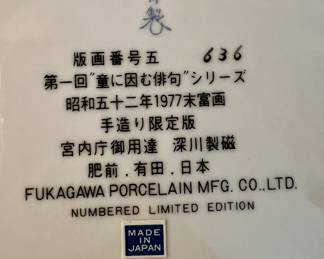 製
版画番号五 636
第一回"童に因む俳句"シリーズ
昭和五十二年1977末富画
手造り限定版
宮内庁御用達 深川製磁
肥前.有田.日本
FUKAGAWA PORCELAIN MFG. CO.,LTD.
NUMBERED LIMITED EDITION
MADE
IN
JAPAN